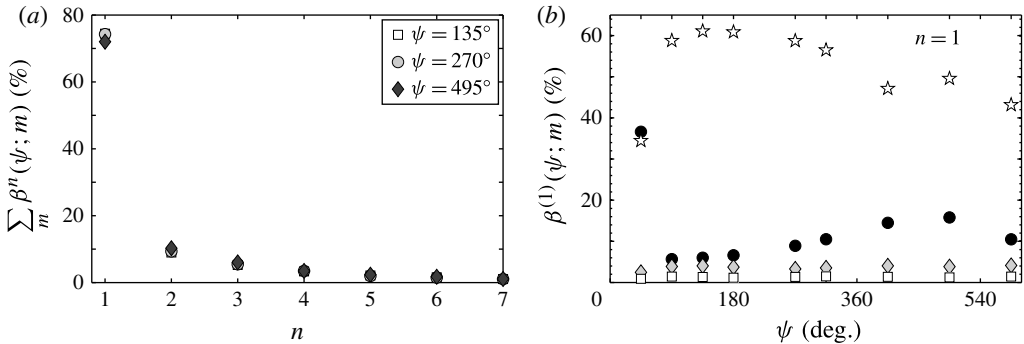 (a)
80
60
40
20
0
∑_m β^n(ψ; m) (%)
ψ = 135°
ψ = 270°
ψ = 495°
1 2 3 4 5 6 7
n
(b)
60
40
20
β^(1)(ψ; m) (%)
n = 1
0 180 360 540
ψ (deg.)